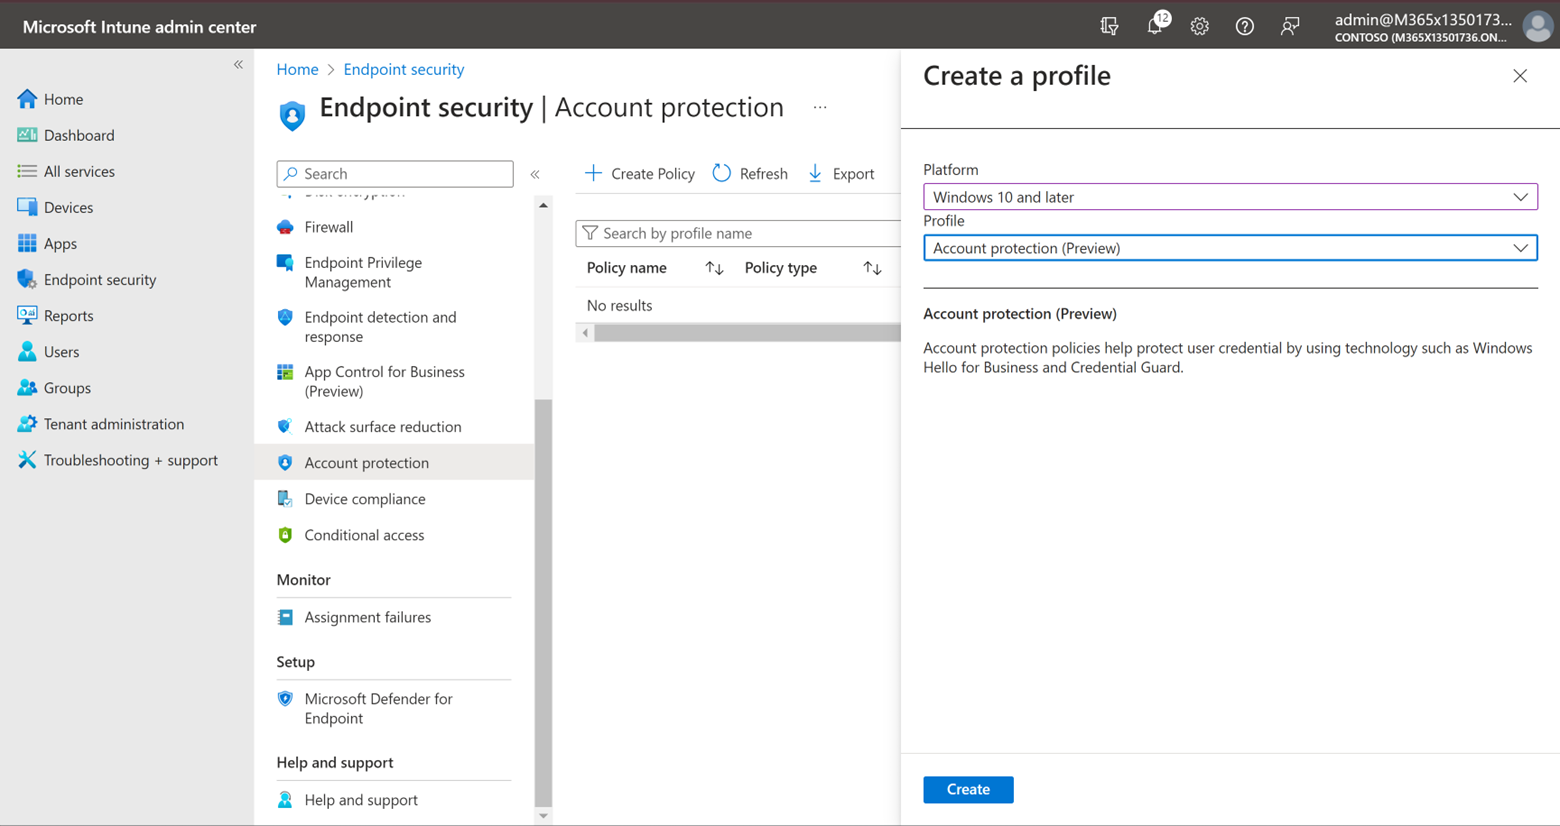 Microsoft Intune admin center
12
admin@M365x1350173...
CONTOSO (M365X13501736.ON...
Home
Dashboard
All services
Devices
Apps
Endpoint security
Reports
Users
Groups
Tenant administration
Troubleshooting + support
Home > Endpoint security
Endpoint security | Account protection ...
Search
Disk encryption
Firewall
Endpoint Privilege
Management
Endpoint detection and
response
App Control for Business
(Preview)
Attack surface reduction
Account protection
Device compliance
Conditional access
Monitor
Assignment failures
Setup
Microsoft Defender for
Endpoint
Help and support
Help and support
Create Policy Refresh Export
Search by profile name
Policy name Policy type
No results
Create a profile
Platform
Windows 10 and later
Profile
Account protection (Preview)
Account protection (Preview)
Account protection policies help protect user credential by using technology such as Windows
Hello for Business and Credential Guard.
Create